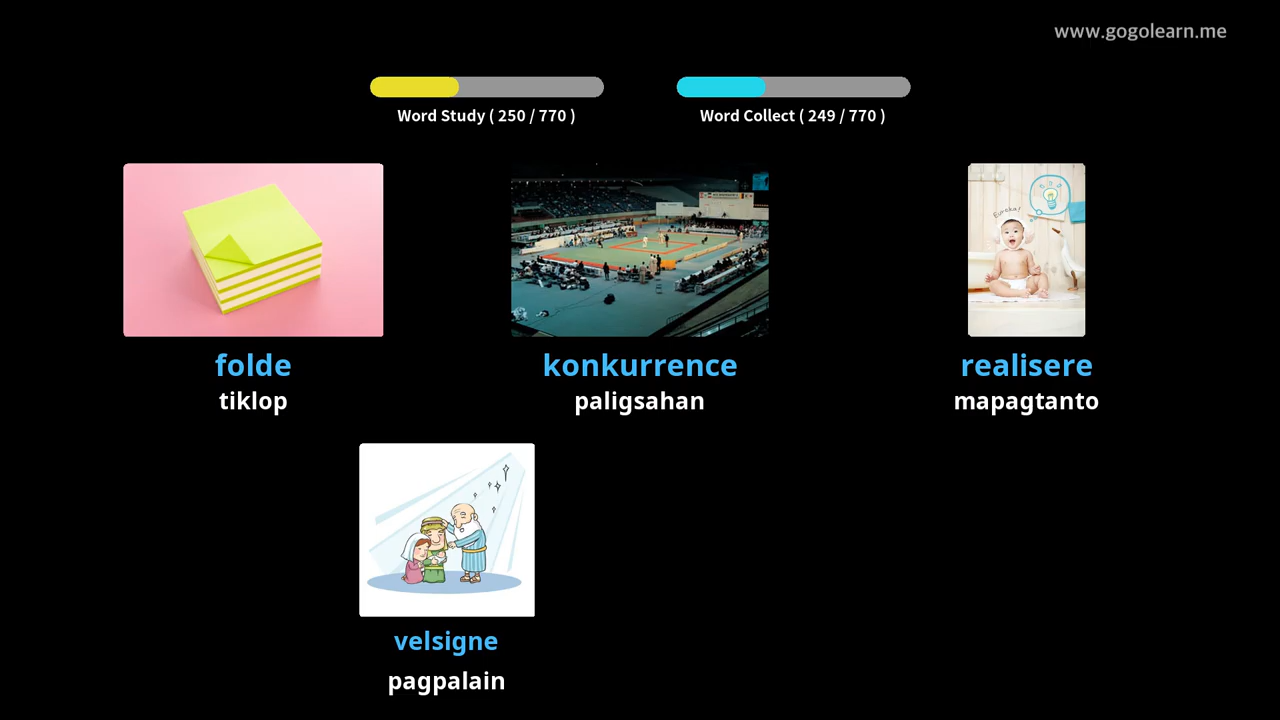 www.gogolearn.me
Word Study ( 250 / 770 )
Word Collect ( 249 / 770 )
Eureka!
folde
konkurrence
realisere
tiklop
paligsahan
mapagtanto
velsigne
pagpalain